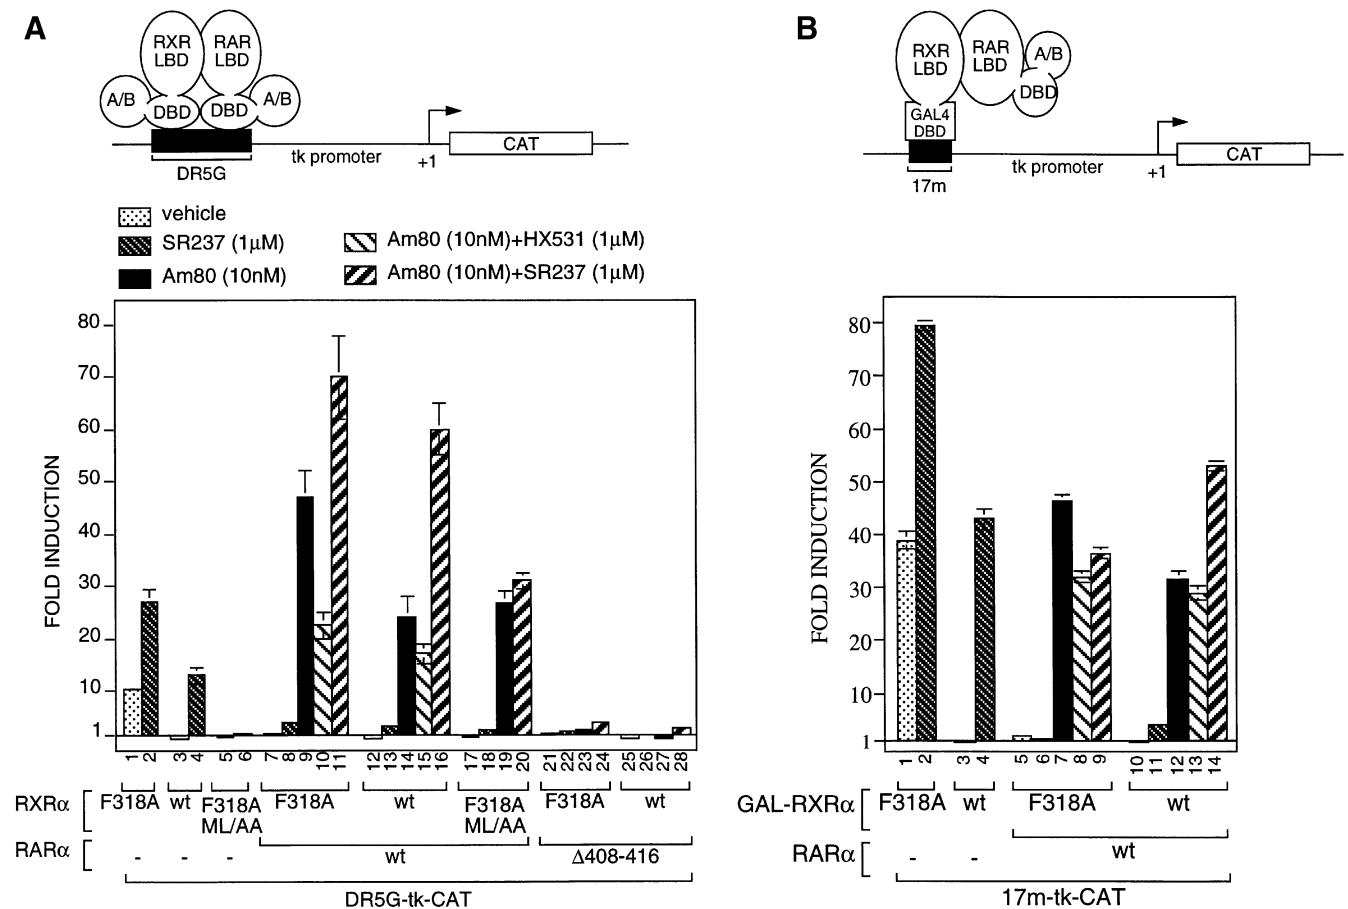 A
RXR LBD
RAR LBD
A/B
DBD
DBD
A/B
DR5G
tk promoter
+1
CAT
B
RXR LBD
RAR LBD
A/B
DBD
GAL4 DBD
17m
tk promoter
+1
CAT
vehicle
SR237 (1μM)
Am80 (10nM)
Am80 (10nM)+HX531 (1μM)
Am80 (10nM)+SR237 (1μM)
FOLD INDUCTION
80
70
60
50
40
30
20
10
1
1 2 3 4 5 6 7 8 9 10 11 12 13 14 15 16 17 18 19 20 21 22 23 24 25 26 27 28
RXRα
F318A wt F318A ML/AA F318A wt F318A ML/AA F318A wt
RARα
- - - wt Δ408-416
DR5G-tk-CAT
FOLD INDUCTION
80
70
60
50
40
30
20
10
1
1 2 3 4 5 6 7 8 9 10 11 12 13 14
GAL-RXRα
F318A wt F318A wt
RARα
- - wt
17m-tk-CAT